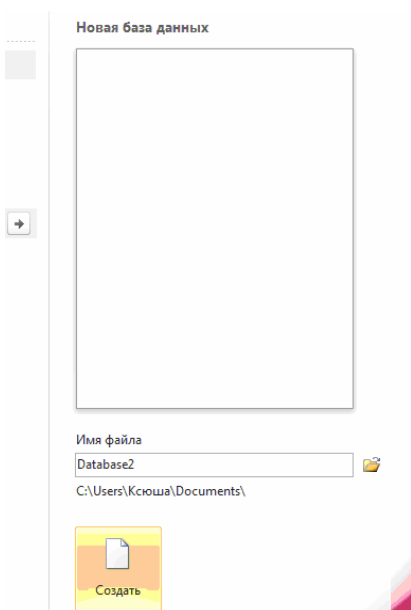 Новая база данных
Имя файла
Database2
C:\Users\Ксюша\Documents\
Создать